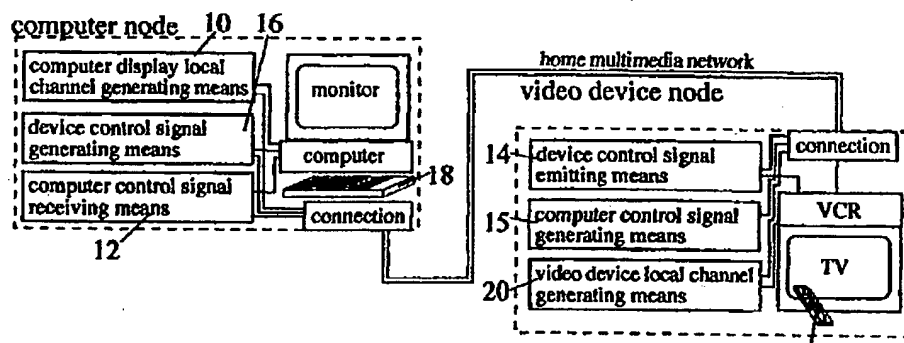 computer node
10
16
computer display local
channel generating means
device control signal
generating means
computer control signal
receiving means
12
monitor
computer
18
connection
home multimedia network
video device node
14
device control signal
emitting means
15
computer control signal
generating means
20
video device local channel
generating means
connection
VCR
TV